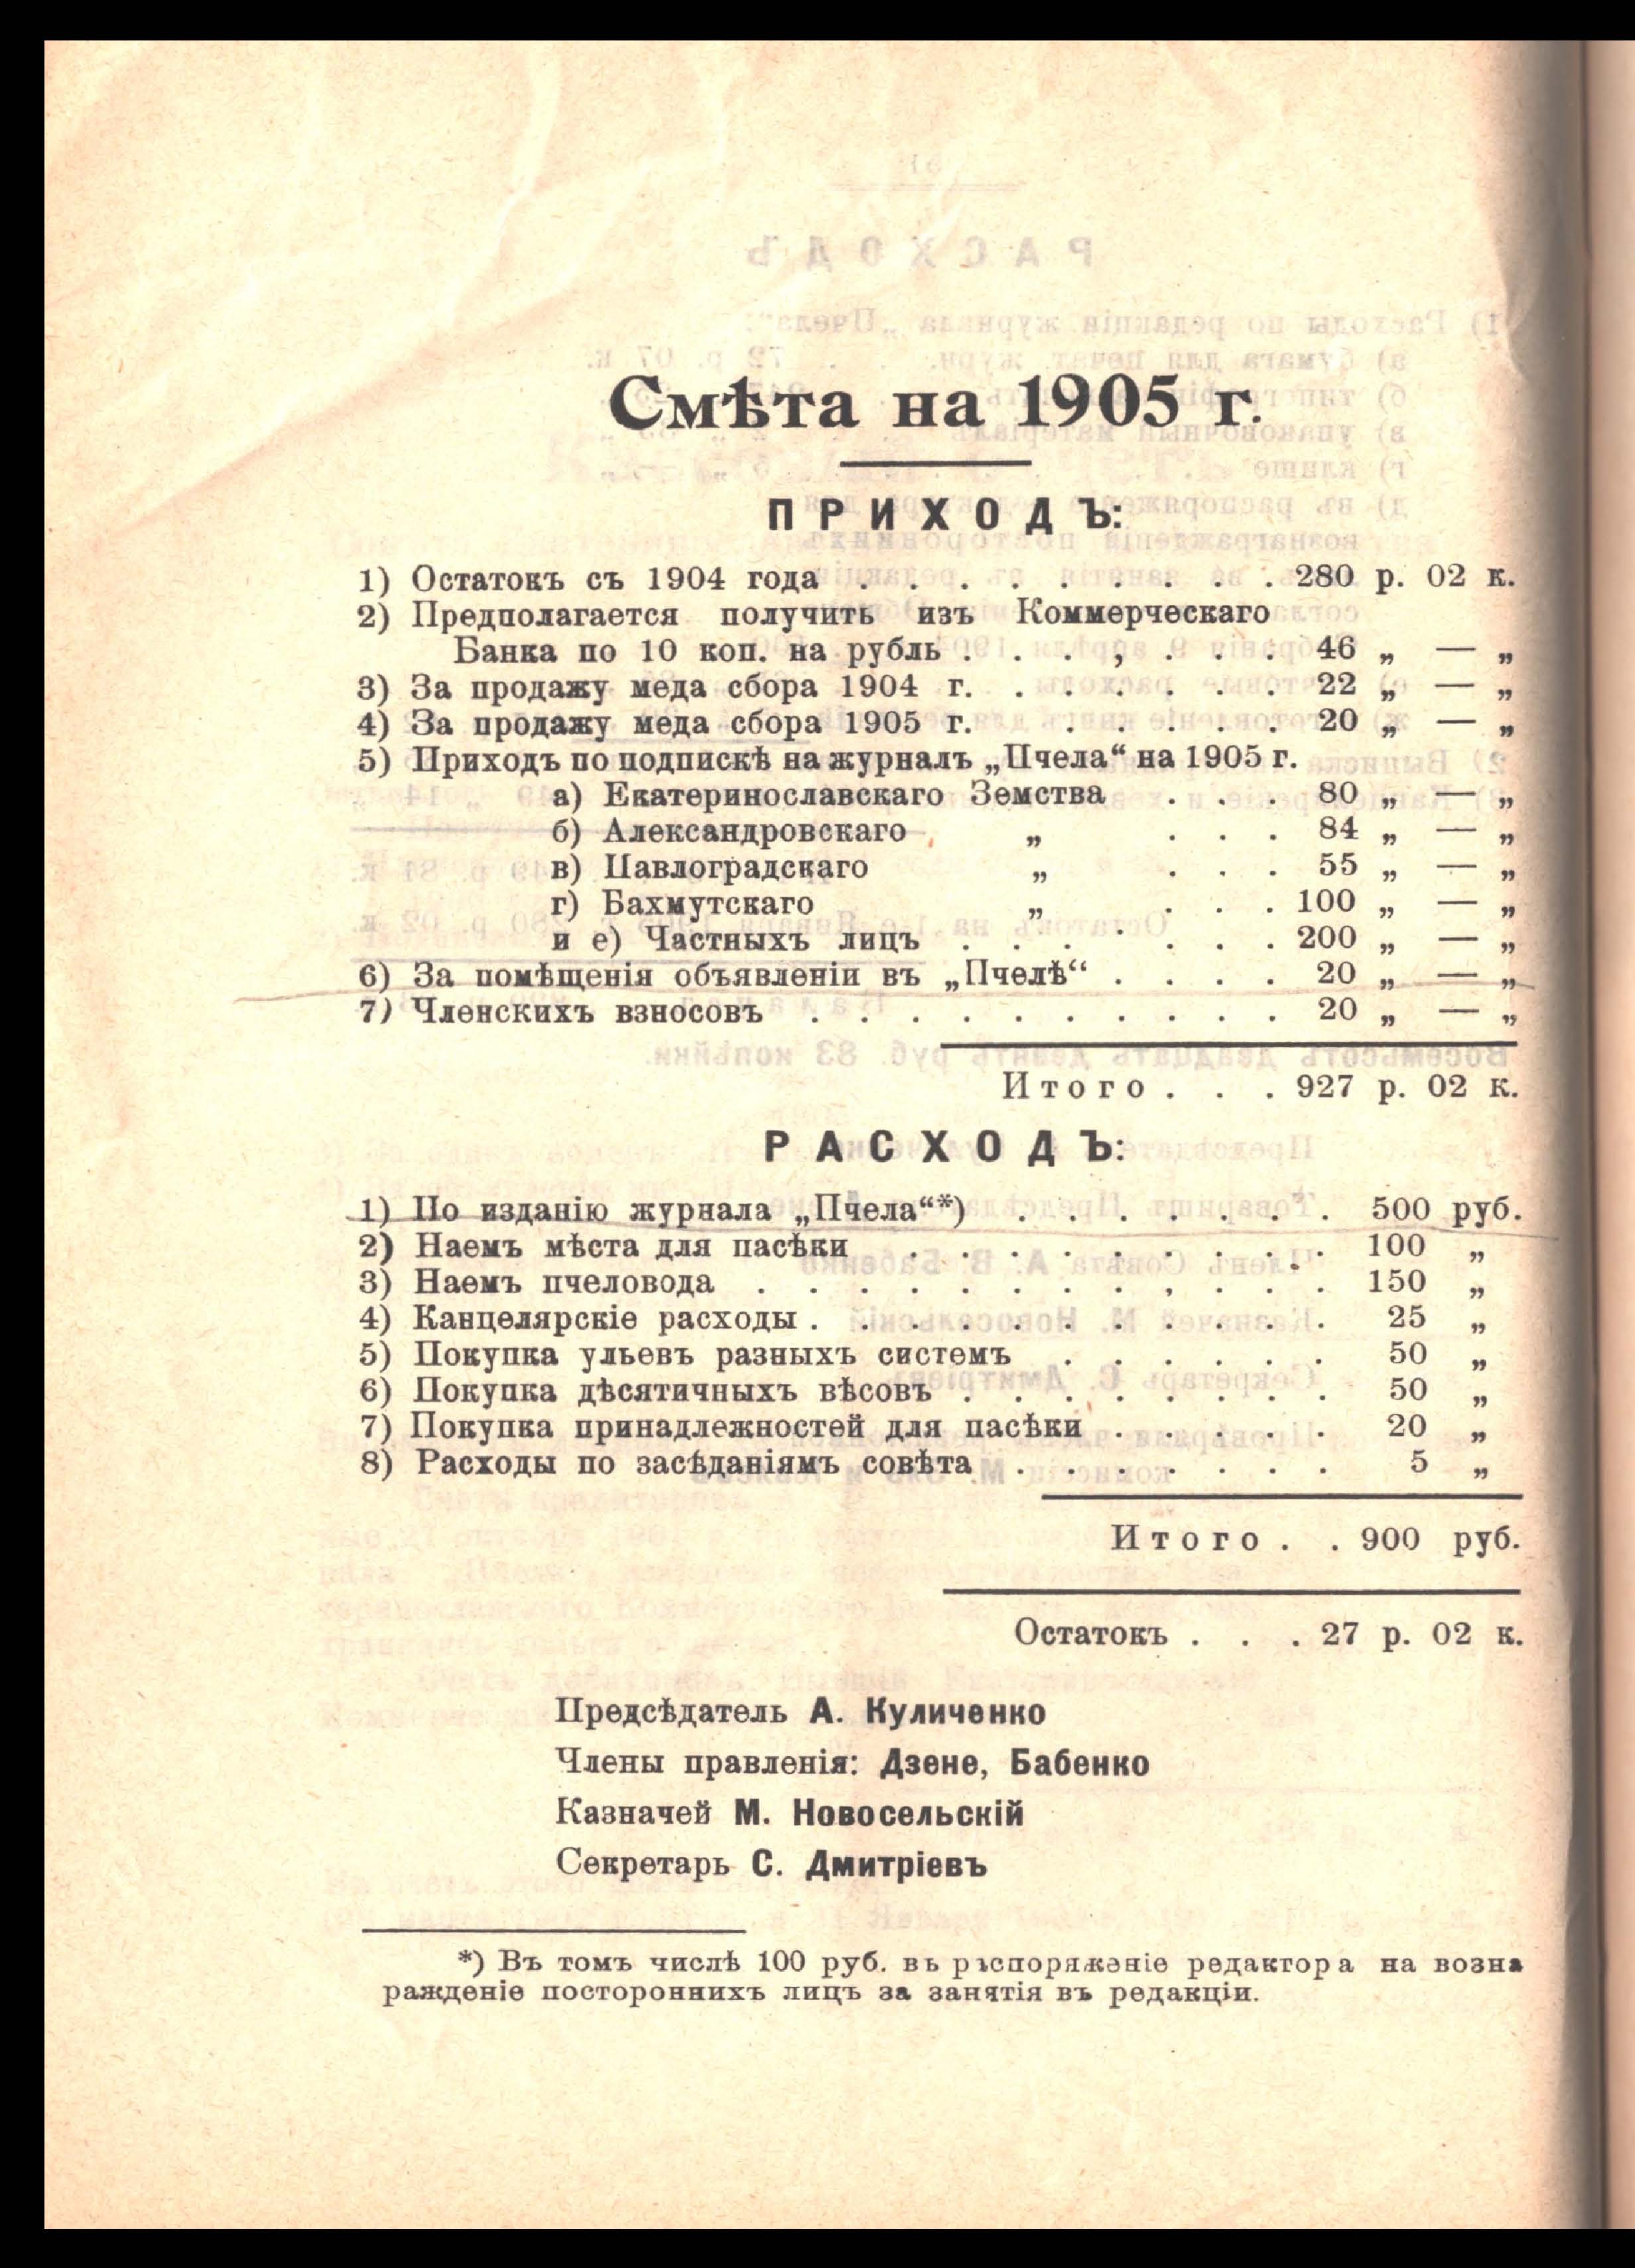 Смѣта на 1905 г.
ПРИХОДЪ:
1) Остатокъ съ 1904 года . . . . . . . . 280 р. 02 к.
2) Предполагается получить изъ Коммерческаго
Банка по 10 коп. на рубль . . . , . . . 46 „ — „
3) За продажу меда сбора 1904 г. . . . . . . 22 „ — „
4) За продажу меда сбора 1905 г. . . . . . 20 „ — „
5) Приходъ по подпискѣ на журналъ „Пчела“ на 1905 г.
а) Екатеринославскаго Земства . . . 80 „ — „
б) Александровскаго „ . . . 84 „ — „
в) Павлоградскаго „ . . . 55 „ — „
г) Бахмутскаго „ . . . 100 „ — „
и е) Частныхъ лицъ . . . . . . . 200 „ — „
6) За помѣщенія объявленіи въ „Пчелѣ“ . . . . 20 „ — „
7) Членскихъ взносовъ . . . . . . . . . . 20 „ — „
Итого . . . 927 р. 02 к.
РАСХОДЪ:
1) По изданію журнала „Пчела“*) . . . . . . . 500 руб.
2) Наемъ мѣста для пасѣки . . . . . . . . . 100 „
3) Наемъ пчеловода . . . . . . . . , . . . 150 „
4) Канцелярскіе расходы . . . . . . . . . . . 25 „
5) Покупка ульевъ разныхъ системъ . . . . . . 50 „
6) Покупка дѣсятичныхъ вѣсовъ . . . . . . . . 50 „
7) Покупка принадлежностей для пасѣки . . . . . 20 „
8) Расходы по засѣданіямъ совѣта . . . . . . . 5 „
Итого . . 900 руб.
Остатокъ . . . 27 р. 02 к.
Предсѣдатель А. Куличенко
Члены правленія: Дзене, Бабенко
Казначей М. Новосельскій
Секретарь С. Дмитріевъ
*) Въ томъ числѣ 100 руб. въ распоряженіе редактора на возна
ражденіе постороннихъ лицъ за занятія въ редакціи.